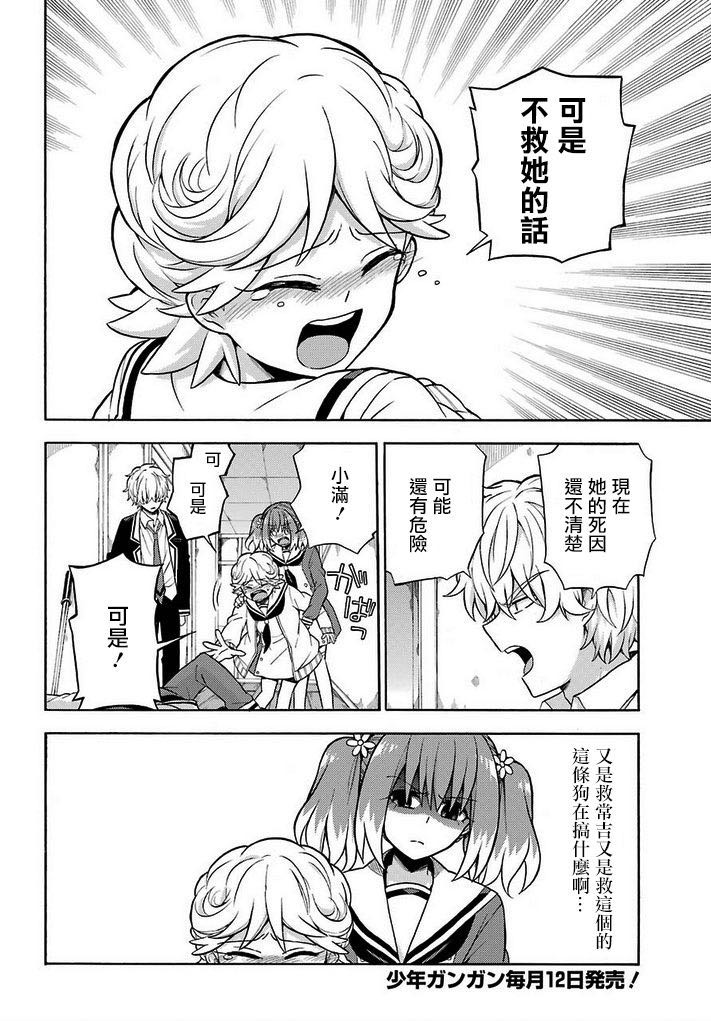 可是
不救她的話
現在
她的死因
還不清楚
可能
還有危險
小滿！
がばっ
可
可是
可是！
又是救常吉又是救這個的
這條狗在搞什麼啊…
少年ガンガン毎月12日発売！